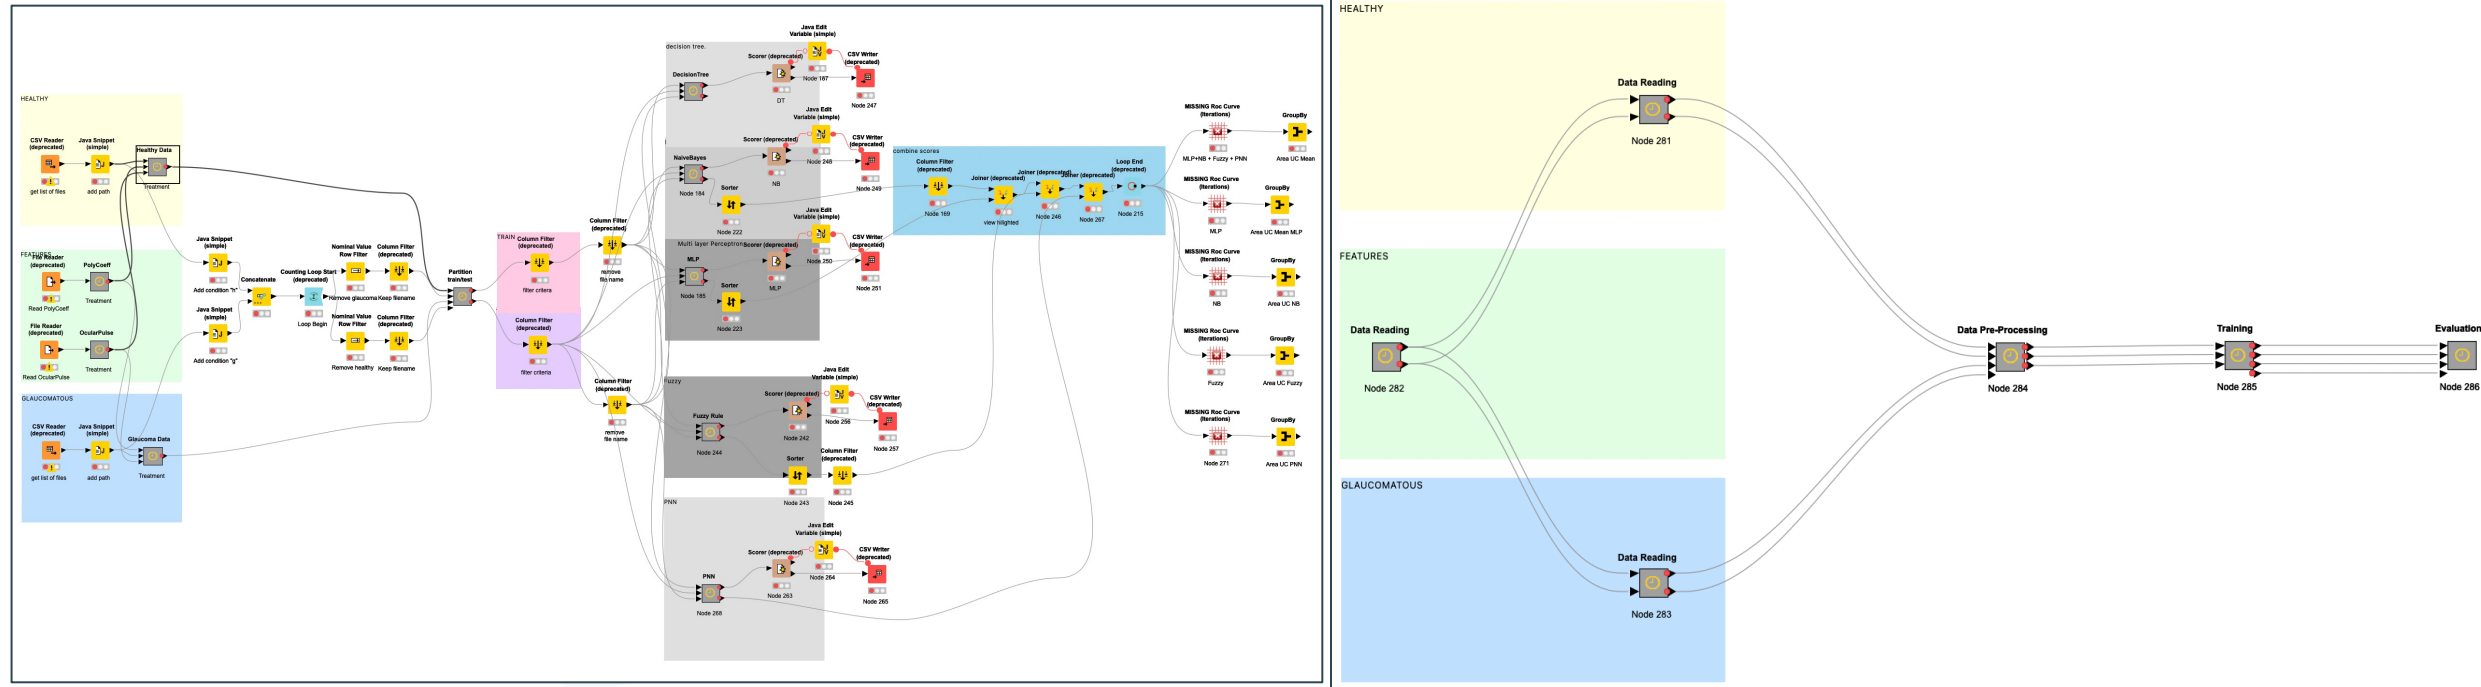 HEALTHY
CSV Reader
(deprecated)
get list of files
Java Snippet
(simple)
add path
Healthy Data
Treatment
FEATURES
File Reader
(deprecated)
Read PolyCoeff
PolyCoeff
Treatment
File Reader
(deprecated)
Read OcularPulse
OcularPulse
Treatment
GLAUCOMATOUS
CSV Reader
(deprecated)
get list of files
Java Snippet
(simple)
add path
Glaucoma Data
Treatment
Java Snippet
(simple)
Add condition "h"
Java Snippet
(simple)
Add condition "g"
Concatenate
Counting Loop Start
(deprecated)
Loop Begin
Nominal Value
Row Filter
Remove glaucoma
Column Filter
(deprecated)
Keep filename
Nominal Value
Row Filter
Remove healthy
Column Filter
(deprecated)
Keep filename
Partition
train/test
TRAIN
Column Filter
(deprecated)
filter critera
Column Filter
(deprecated)
filter criteria
Column Filter
(deprecated)
remove
file name
Column Filter
(deprecated)
remove
file name
decision tree.
DecisionTree
Scorer (deprecated)
DT
Java Edit
Variable (simple)
Node 187
CSV Writer
(deprecated)
Node 247
NaiveBayes
Node 184
Scorer (deprecated)
NB
Java Edit
Variable (simple)
Node 248
CSV Writer
(deprecated)
Node 249
Sorter
Node 222
Multi layer Perceptron
MLP
Node 185
Scorer (deprecated)
MLP
Java Edit
Variable (simple)
Node 250
CSV Writer
(deprecated)
Node 251
Sorter
Node 223
Fuzzy
Fuzzy Rule
Node 244
Scorer (deprecated)
Node 242
Java Edit
Variable (simple)
Node 256
CSV Writer
(deprecated)
Node 257
Sorter
Node 243
Column Filter
(deprecated)
Node 245
PNN
PNN
Node 268
Scorer (deprecated)
Node 263
Java Edit
Variable (simple)
Node 264
CSV Writer
(deprecated)
Node 265
combine scores
Column Filter
(deprecated)
Node 169
Joiner (deprecated)
view hilighted
Joiner (deprecated)
Node 246
Joiner (deprecated)
Node 267
Loop End
(deprecated)
Node 215
MISSING Roc Curve
(Iterations)
MLP+NB + Fuzzy + PNN
GroupBy
Area UC Mean
MISSING Roc Curve
(Iterations)
MLP
GroupBy
Area UC Mean MLP
MISSING Roc Curve
(Iterations)
NB
GroupBy
Area UC NB
MISSING Roc Curve
(Iterations)
Fuzzy
GroupBy
Area UC Fuzzy
MISSING Roc Curve
(Iterations)
Node 271
GroupBy
Area UC PNN
HEALTHY
Data Reading
Node 281
FEATURES
Data Reading
Node 282
GLAUCOMATOUS
Data Reading
Node 283
Data Pre-Processing
Node 284
Training
Node 285
Evaluation
Node 286